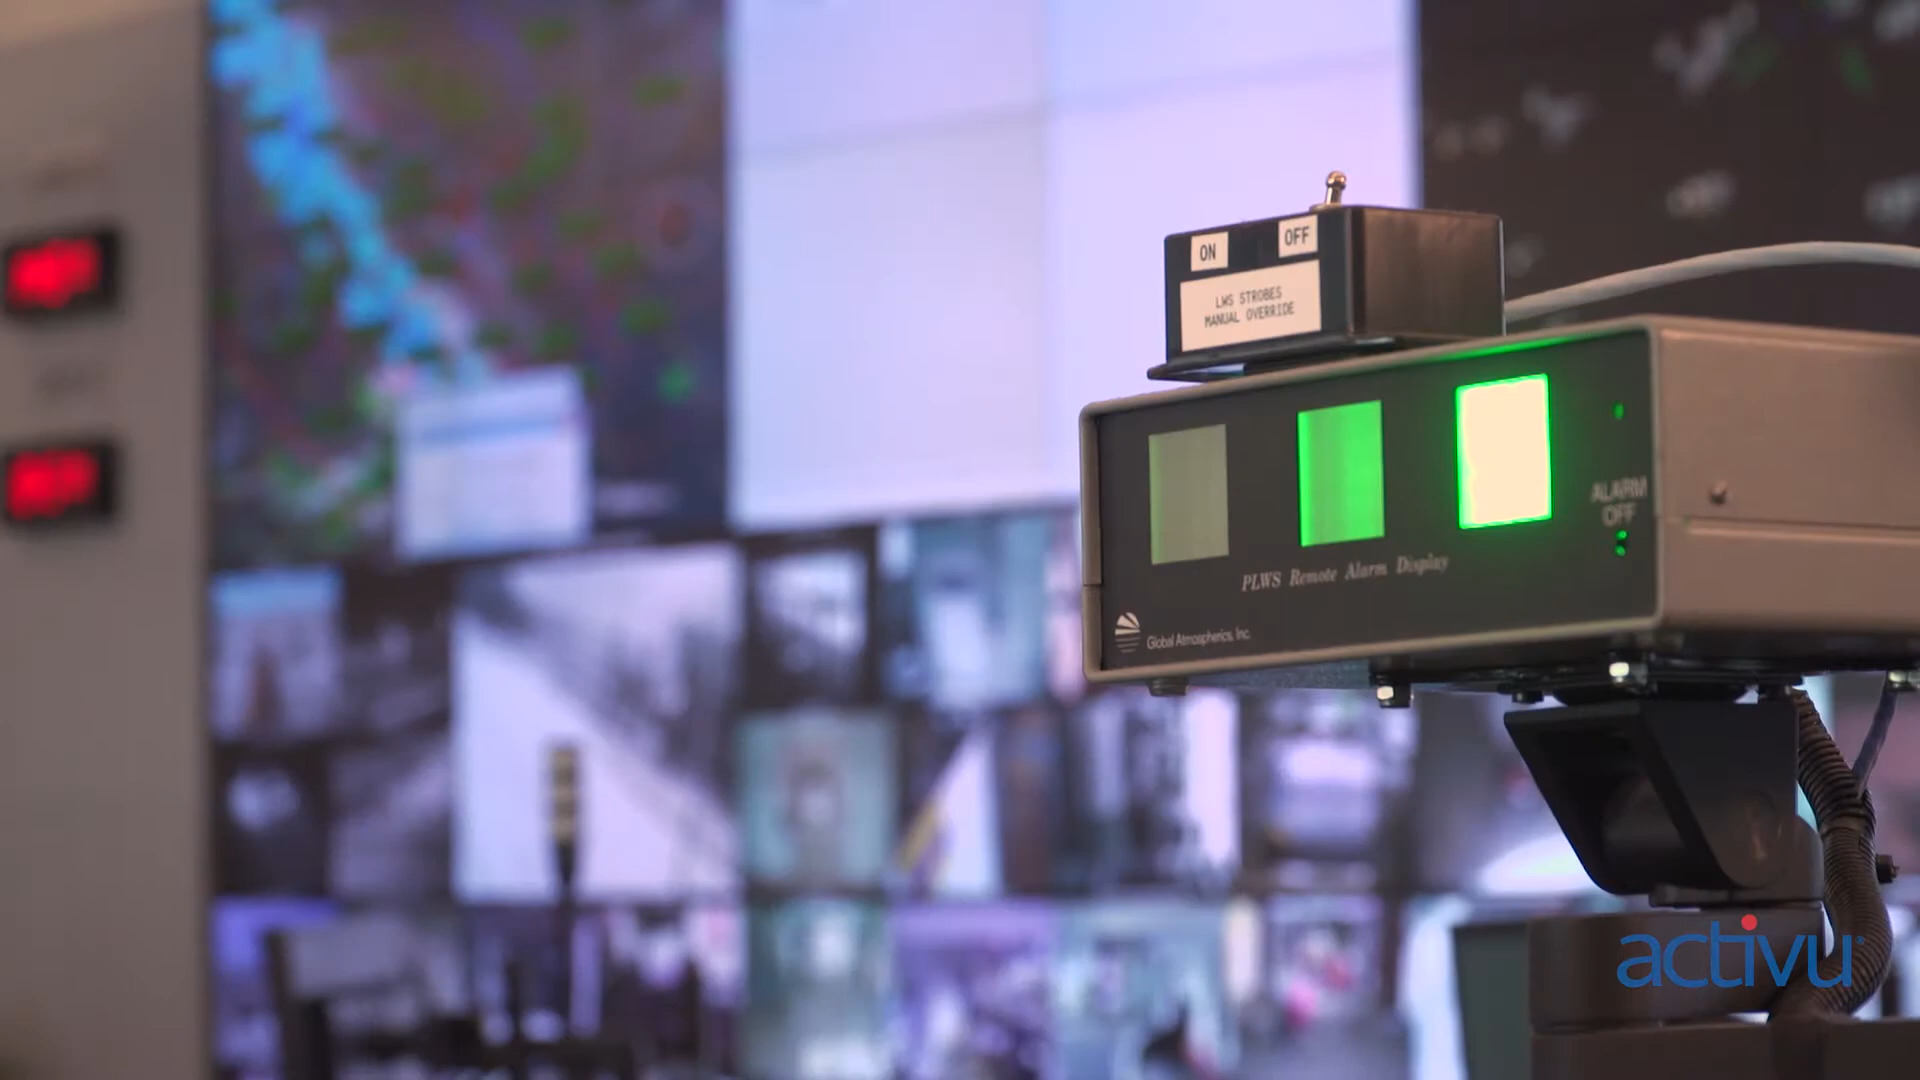 ON
OFF
LWS STROBES
MANUAL OVERRIDE
ALARM
OFF
PLWS Remote Alarm Display
Global Atmospherics, Inc.
activu